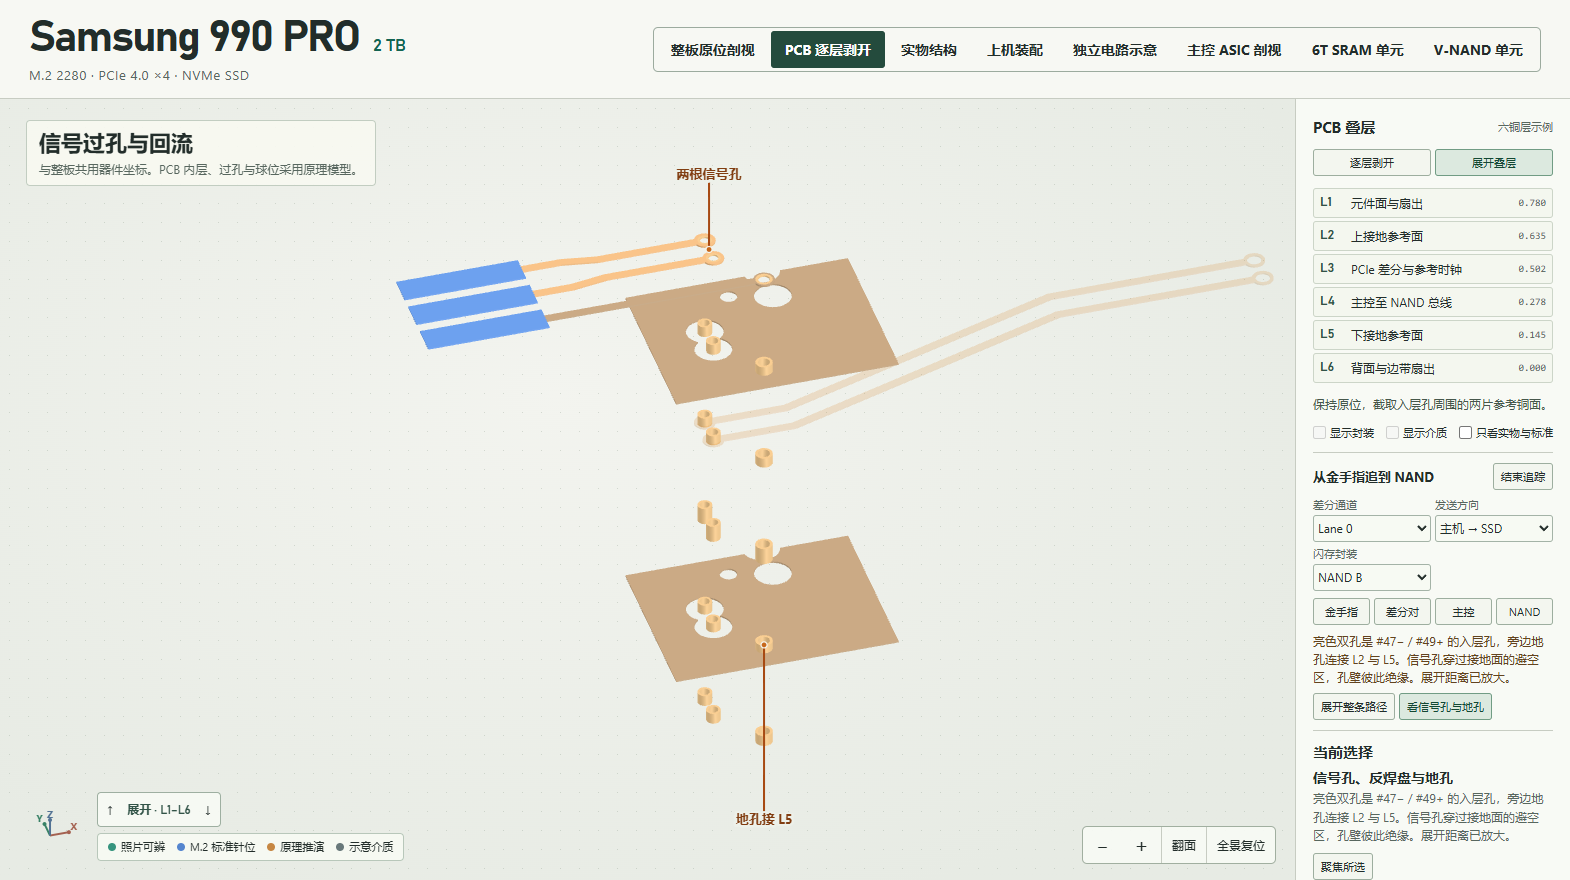 Samsung 990 PRO 2 TB
M.2 2280 · PCIe 4.0 ×4 · NVMe SSD
整板原位剖视
PCB 逐层剥开
实物结构
上机装配
独立电路示意
主控 ASIC 剖视
6T SRAM 单元
V-NAND 单元
信号过孔与回流
与整板共用器件坐标。PCB 内层、过孔与球位采用原理模型。
两根信号孔
地孔接 L5
Y Z X
↑ 展开 · L1–L6 ↓
照片可辨 M.2 标准针位 原理推演 示意介质
− + 翻面 全景复位
PCB 叠层 六铜层示例
逐层剥开 展开叠层
L1 元件面与扇出 0.780
L2 上接地参考面 0.635
L3 PCIe 差分与参考时钟 0.502
L4 主控至 NAND 总线 0.278
L5 下接地参考面 0.145
L6 背面与边带扇出 0.000
保持原位，截取入层孔周围的两片参考铜面。
显示封装 显示介质 只看实物与标准
从金手指追到 NAND 结束追踪
差分通道 发送方向
Lane 0 主机 → SSD
闪存封装
NAND B
金手指 差分对 主控 NAND
亮色双孔是 #47− / #49+ 的入层孔，旁边地
孔连接 L2 与 L5。信号孔穿过接地面的避空
区，孔壁彼此绝缘。展开距离已放大。
展开整条路径 看信号孔与地孔
当前选择
信号孔、反焊盘与地孔
亮色双孔是 #47− / #49+ 的入层孔，旁边地
孔连接 L2 与 L5。信号孔穿过接地面的避空
区，孔壁彼此绝缘。展开距离已放大。
聚焦所选